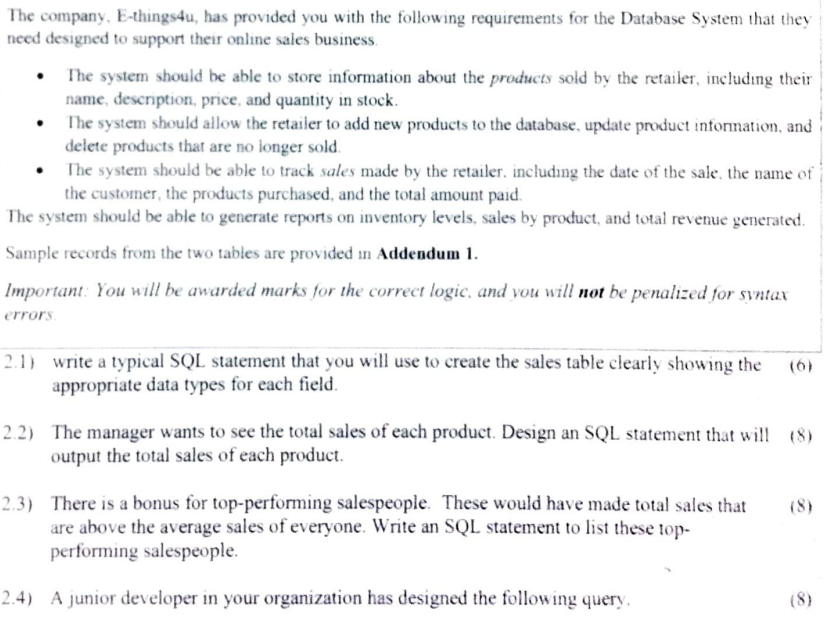 The company, E-things4u, has provided you with the following requirements for the Database System that they
need designed to support their online sales business.
• The system should be able to store information about the products sold by the retailer, including their
name, description, price, and quantity in stock.
• The system should allow the retailer to add new products to the database, update product information, and
delete products that are no longer sold.
• The system should be able to track sales made by the retailer, including the date of the sale, the name of
the customer, the products purchased, and the total amount paid.
The system should be able to generate reports on inventory levels, sales by product, and total revenue generated.
Sample records from the two tables are provided in Addendum 1.
Important: You will be awarded marks for the correct logic, and you will not be penalized for syntax
errors.
2.1) write a typical SQL statement that you will use to create the sales table clearly showing the (6)
appropriate data types for each field.
2.2) The manager wants to see the total sales of each product. Design an SQL statement that will (8)
output the total sales of each product.
2.3) There is a bonus for top-performing salespeople. These would have made total sales that (8)
are above the average sales of everyone. Write an SQL statement to list these top-
performing salespeople.
2.4) A junior developer in your organization has designed the following query. (8)